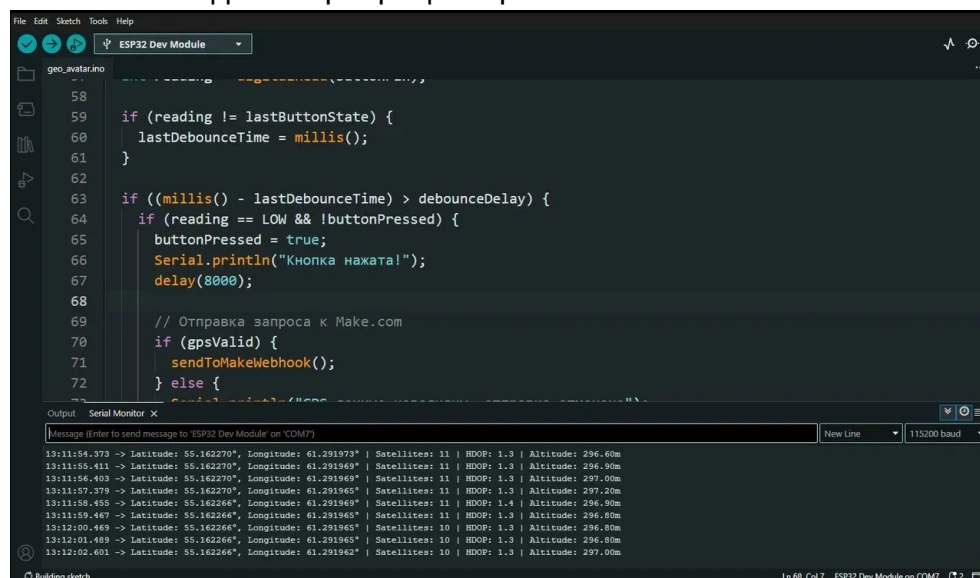 File Edit Sketch Tools Help
ESP32 Dev Module
geo_avatar.ino
58
59 if (reading != lastButtonState) {
60 lastDebounceTime = millis();
61 }
62
63 if ((millis() - lastDebounceTime) > debounceDelay) {
64 if (reading == LOW && !buttonPressed) {
65 buttonPressed = true;
66 Serial.println("Кнопка нажата!");
67 delay(8000);
68
69 // Отправка запроса к Make.com
70 if (gpsValid) {
71 sendToMakeWebhook();
72 } else {
Output Serial Monitor ×
Message (Enter to send message to 'ESP32 Dev Module' on 'COM7')
New Line 115200 baud
13:11:54.373 -> Latitude: 55.162270°, Longitude: 61.291973° | Satellites: 11 | HDOP: 1.3 | Altitude: 296.60m
13:11:55.411 -> Latitude: 55.162270°, Longitude: 61.291969° | Satellites: 11 | HDOP: 1.3 | Altitude: 296.90m
13:11:56.403 -> Latitude: 55.162270°, Longitude: 61.291969° | Satellites: 11 | HDOP: 1.3 | Altitude: 297.00m
13:11:57.379 -> Latitude: 55.162270°, Longitude: 61.291965° | Satellites: 11 | HDOP: 1.3 | Altitude: 297.20m
13:11:58.455 -> Latitude: 55.162266°, Longitude: 61.291969° | Satellites: 11 | HDOP: 1.4 | Altitude: 296.90m
13:11:59.467 -> Latitude: 55.162266°, Longitude: 61.291965° | Satellites: 11 | HDOP: 1.3 | Altitude: 296.80m
13:12:00.469 -> Latitude: 55.162266°, Longitude: 61.291965° | Satellites: 10 | HDOP: 1.3 | Altitude: 296.80m
13:12:01.489 -> Latitude: 55.162266°, Longitude: 61.291965° | Satellites: 10 | HDOP: 1.3 | Altitude: 296.80m
13:12:02.601 -> Latitude: 55.162266°, Longitude: 61.291962° | Satellites: 10 | HDOP: 1.3 | Altitude: 297.00m
Building sketch
Ln 68, Col 7 ESP32 Dev Module on COM7 2